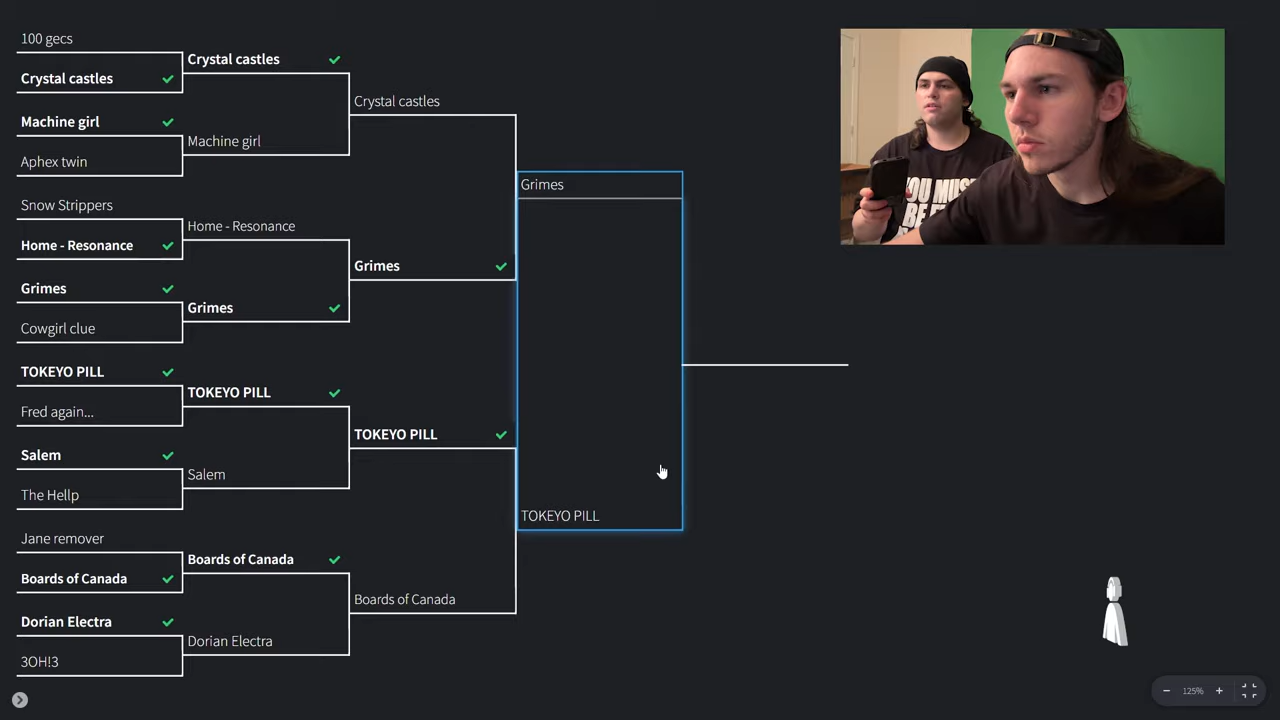 100 gecs
Crystal castles
Machine girl
Aphex twin
Snow Strippers
Home - Resonance
Grimes
Cowgirl clue
TOKEYO PILL
Fred again...
Salem
The Hellp
Jane remover
Boards of Canada
Dorian Electra
3OH!3
Crystal castles
Machine girl
Home - Resonance
Grimes
TOKEYO PILL
Salem
Boards of Canada
Dorian Electra
Crystal castles
Grimes
TOKEYO PILL
Boards of Canada
Grimes
TOKEYO PILL
YOU MUS
BE F
125%